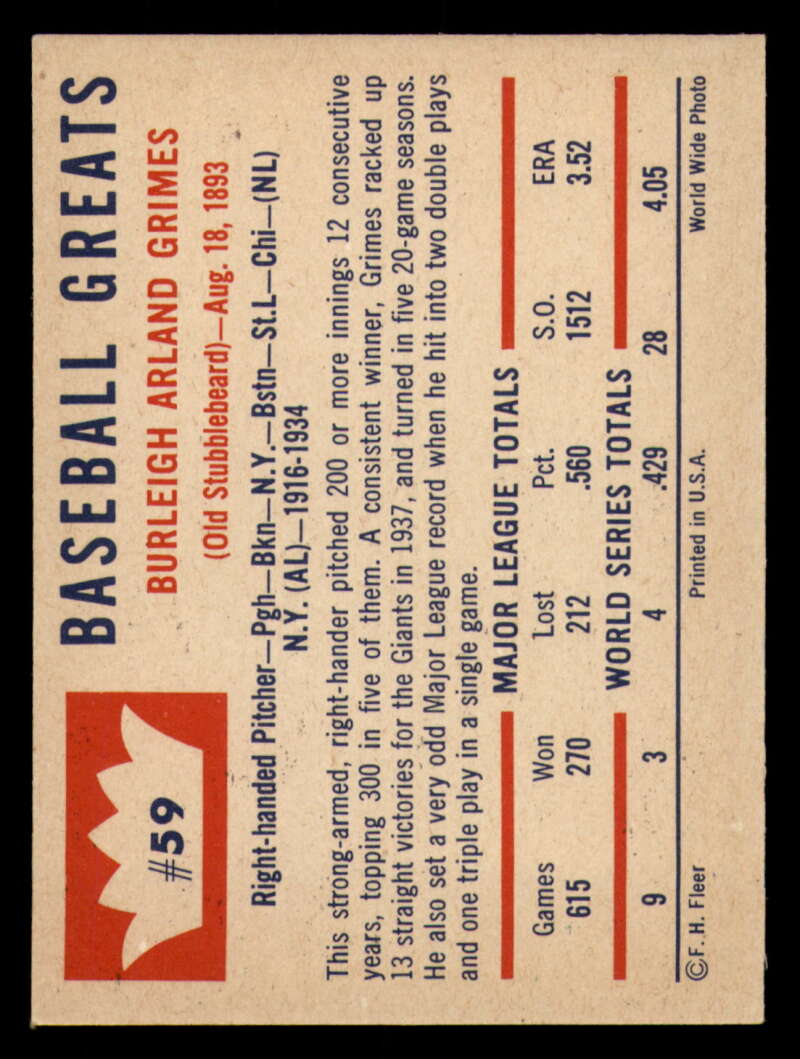 #59
BASEBALL GREATS
BURLEIGH ARLAND GRIMES
(Old Stubblebeard)—Aug. 18, 1893
Right-handed Pitcher—Pgh—Bkn—N.Y.—Bstn—St.L—Chi—(NL)
N.Y. (AL)—1916-1934
This strong-armed, right-hander pitched 200 or more innings 12 consecutive
years, topping 300 in five of them. A consistent winner, Grimes racked up
13 straight victories for the Giants in 1937, and turned in five 20-game seasons.
He also set a very odd Major League record when he hit into two double plays
and one triple play in a single game.
MAJOR LEAGUE TOTALS
Games Won Lost Pct. S.O. ERA
615 270 212 .560 1512 3.52
WORLD SERIES TOTALS
9 3 4 .429 28 4.05
©F. H. Fleer Printed in U.S.A. World Wide Photo